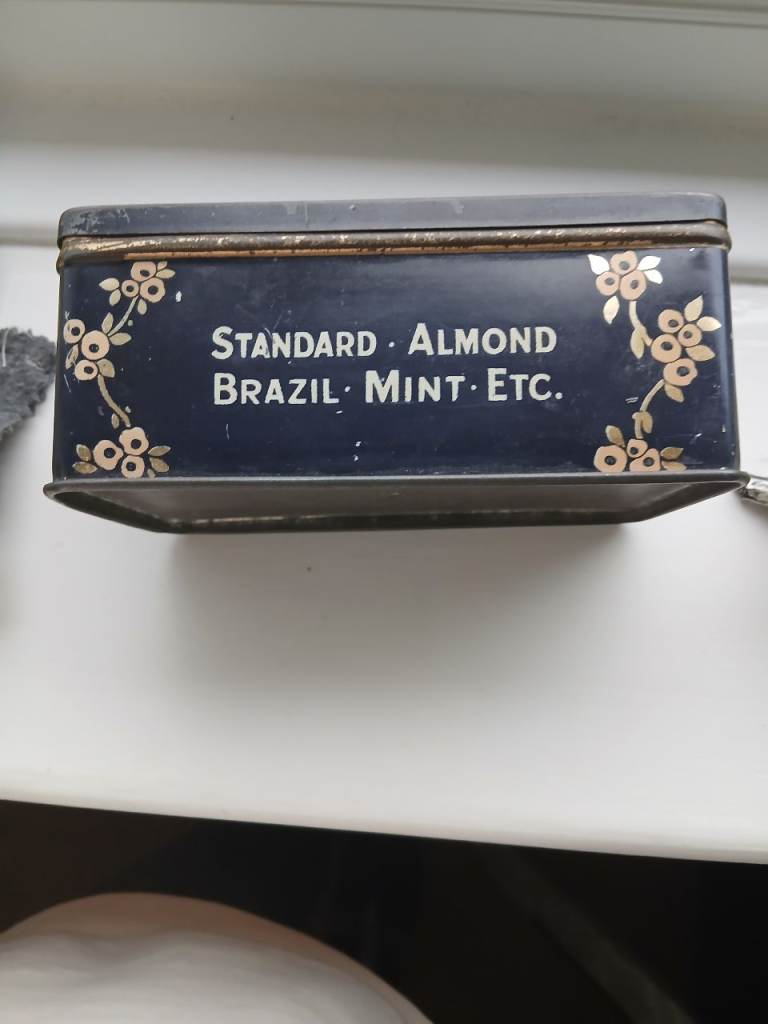 STANDARD · ALMOND
BRAZIL · MINT · ETC.